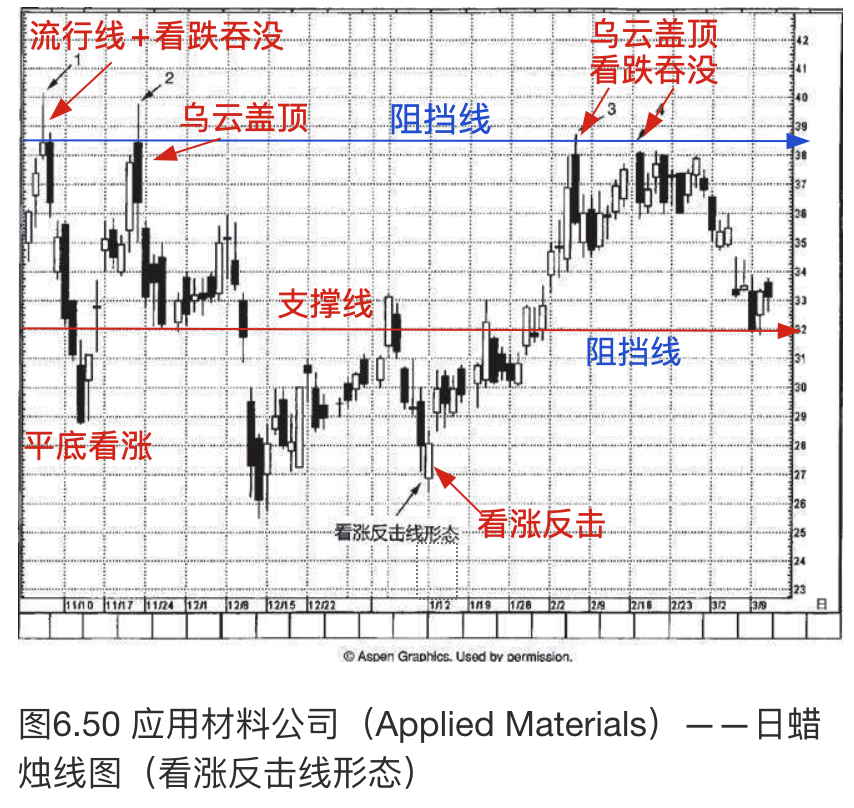 流行线＋看跌吞没
乌云盖顶
看跌吞没
1
2
3
4
乌云盖顶
阻挡线
支撑线
阻挡线
平底看涨
看涨反击
看涨反击线形态
42
40
39
38
37
36
35
34
33
32
31
30
29
28
27
26
25
24
23
11/10 11/17 11/24 12/1 12/8 12/15 12/22 1/12 1/19 1/26 2/2 2/9 2/16 2/23 3/2 3/9 日
© Aspen Graphics. Used by permission.
图6.50 应用材料公司（Applied Materials）——日蜡
烛线图（看涨反击线形态）